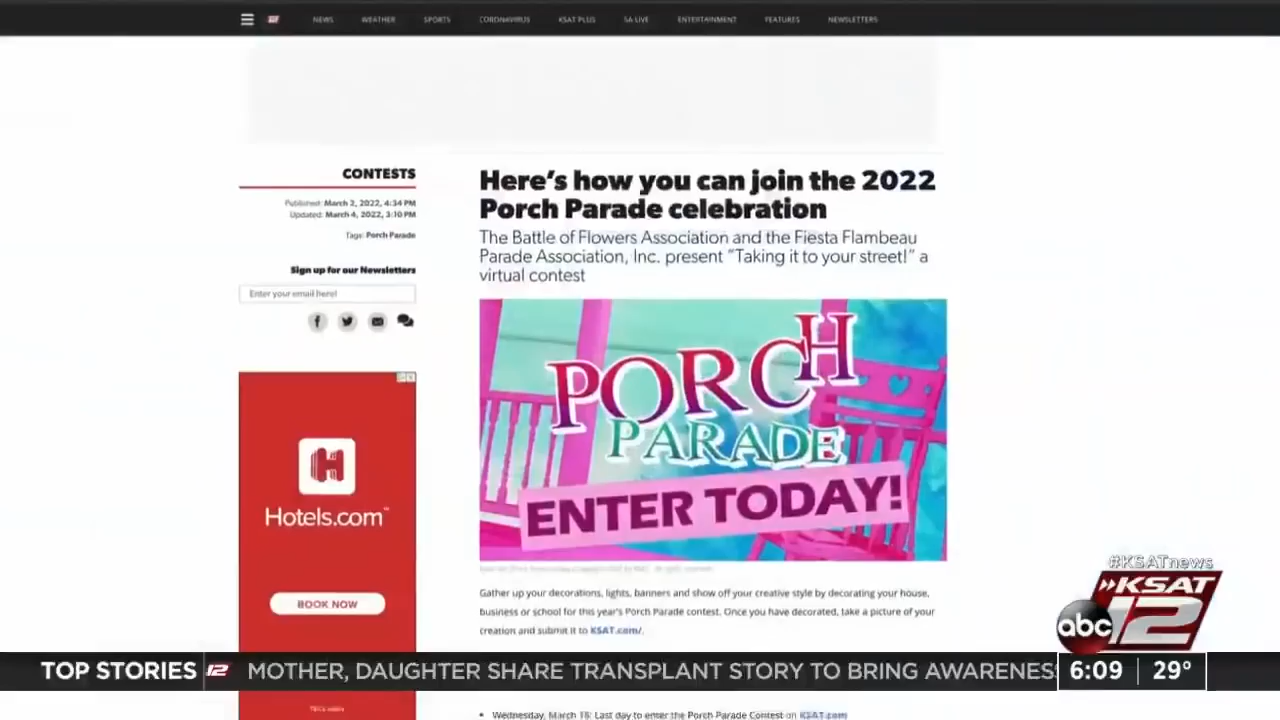 NEWS WEATHER SPORTS CORONAVIRUS KSAT PLUS SA LIVE ENTERTAINMENT FEATURES NEWSLETTERS
CONTESTS
Published: March 2, 2022, 4:34 PM
Updated: March 4, 2022, 3:10 PM
Tags: Porch Parade
Sign up for our Newsletters
Enter your email here!
Hotels.com
BOOK NOW
Here's how you can join the 2022
Porch Parade celebration
The Battle of Flowers Association and the Fiesta Flambeau
Parade Association, Inc. present "Taking it to your street!" a
virtual contest
PORCH
PARADE
ENTER TODAY!
Gather up your decorations, lights, banners and show off your creative style by decorating your house,
business or school for this year's Porch Parade contest. Once you have decorated, take a picture of your
creation and submit it to KSAT.com/.
• Wednesday, March 16: Last day to enter the Porch Parade Contest on KSAT.com
#KSATnews
KSAT
abc 12
TOP STORIES 12 MOTHER, DAUGHTER SHARE TRANSPLANT STORY TO BRING AWARENESS
6:09 29°